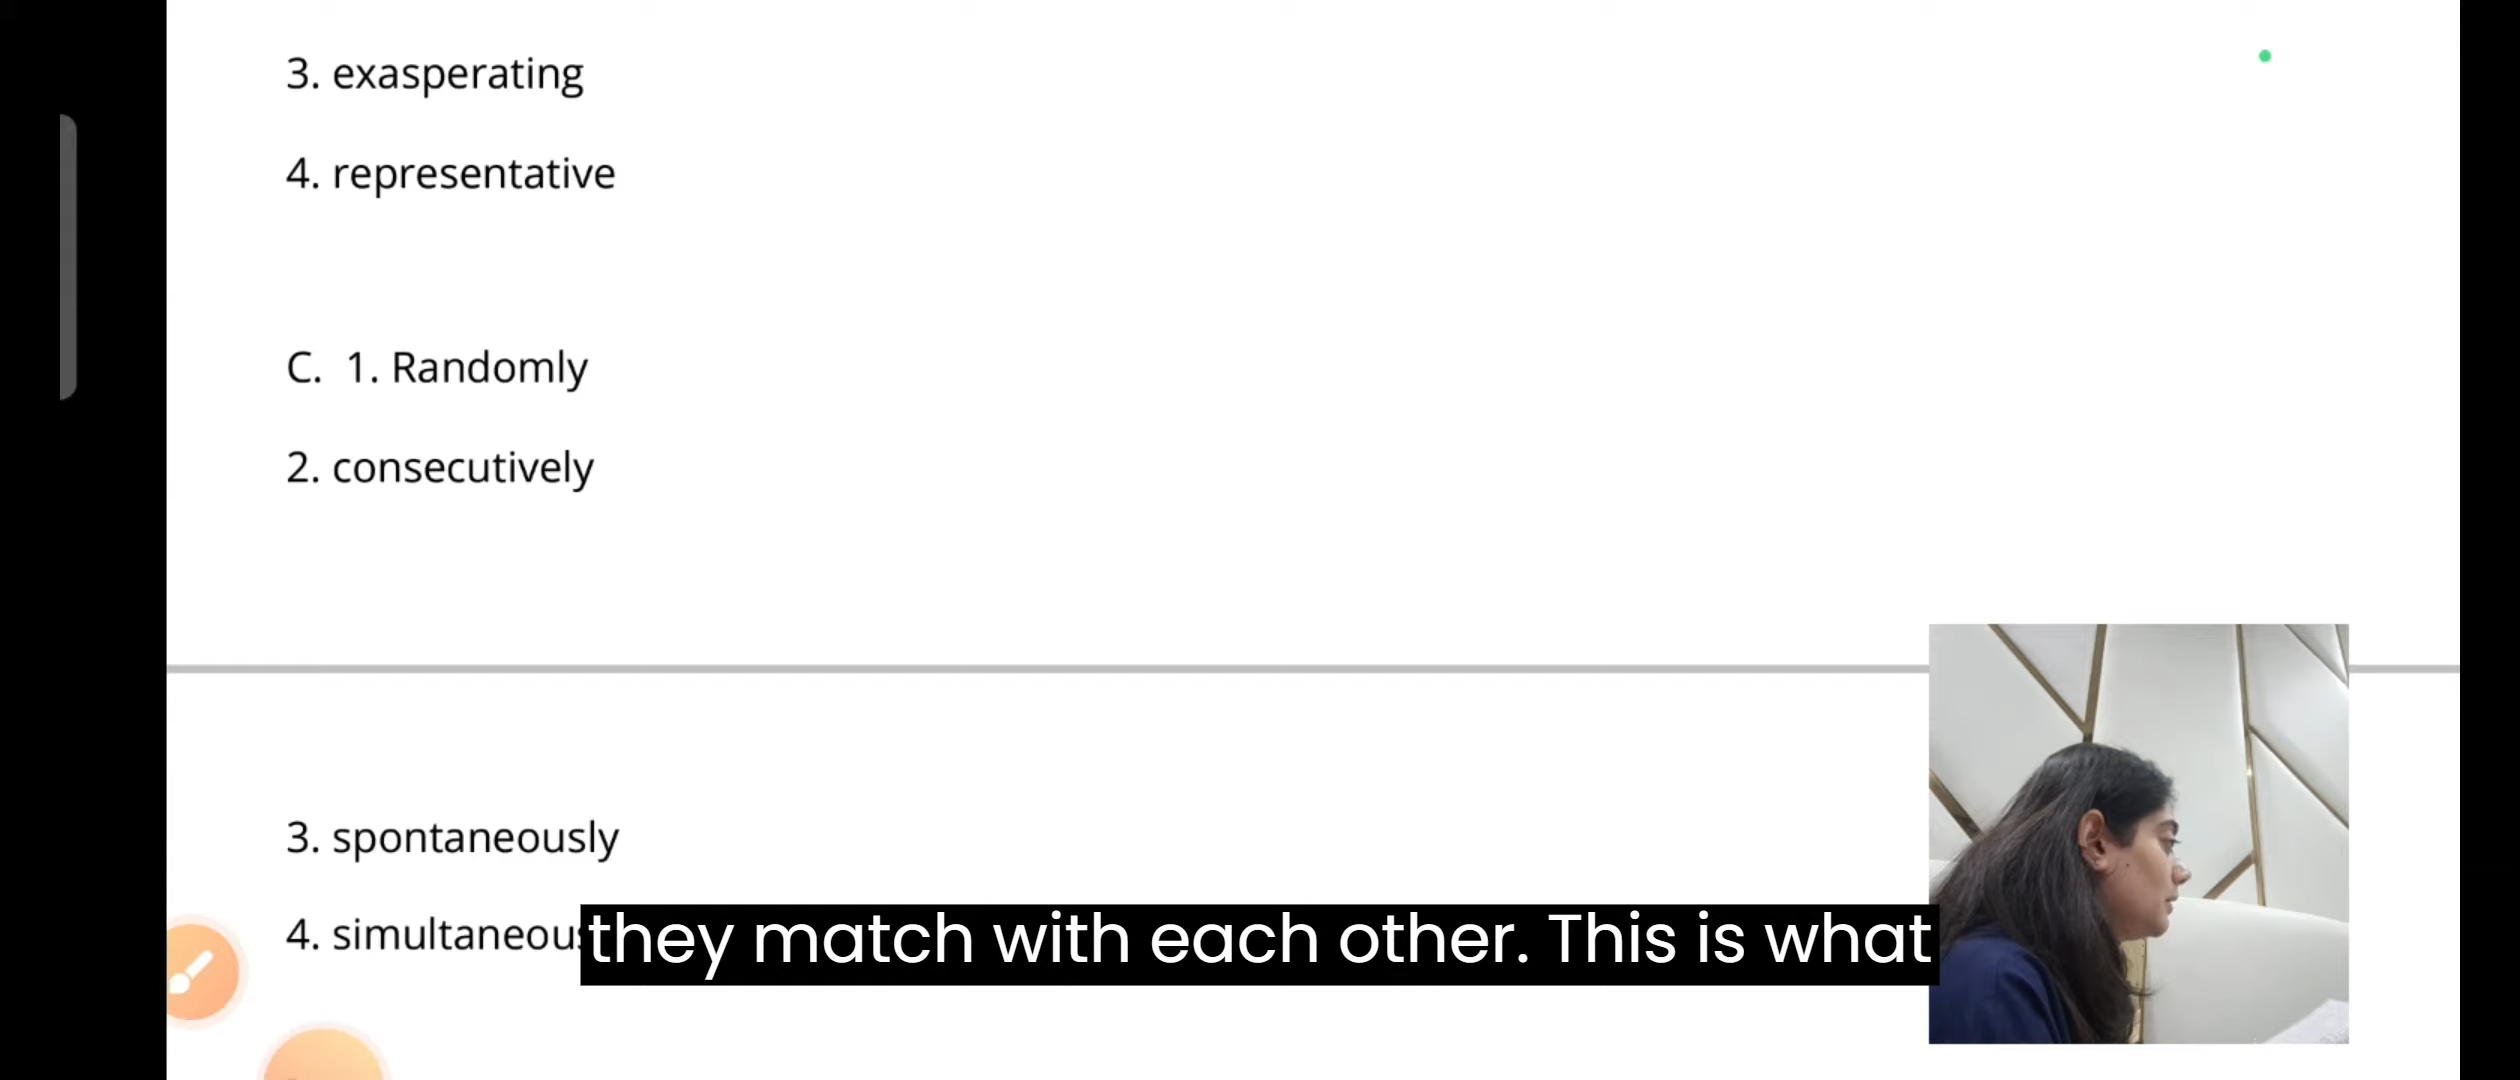 3. exasperating
4. representative
C. 1. Randomly
2. consecutively
3. spontaneously
4. simultaneous
they match with each other. This is what